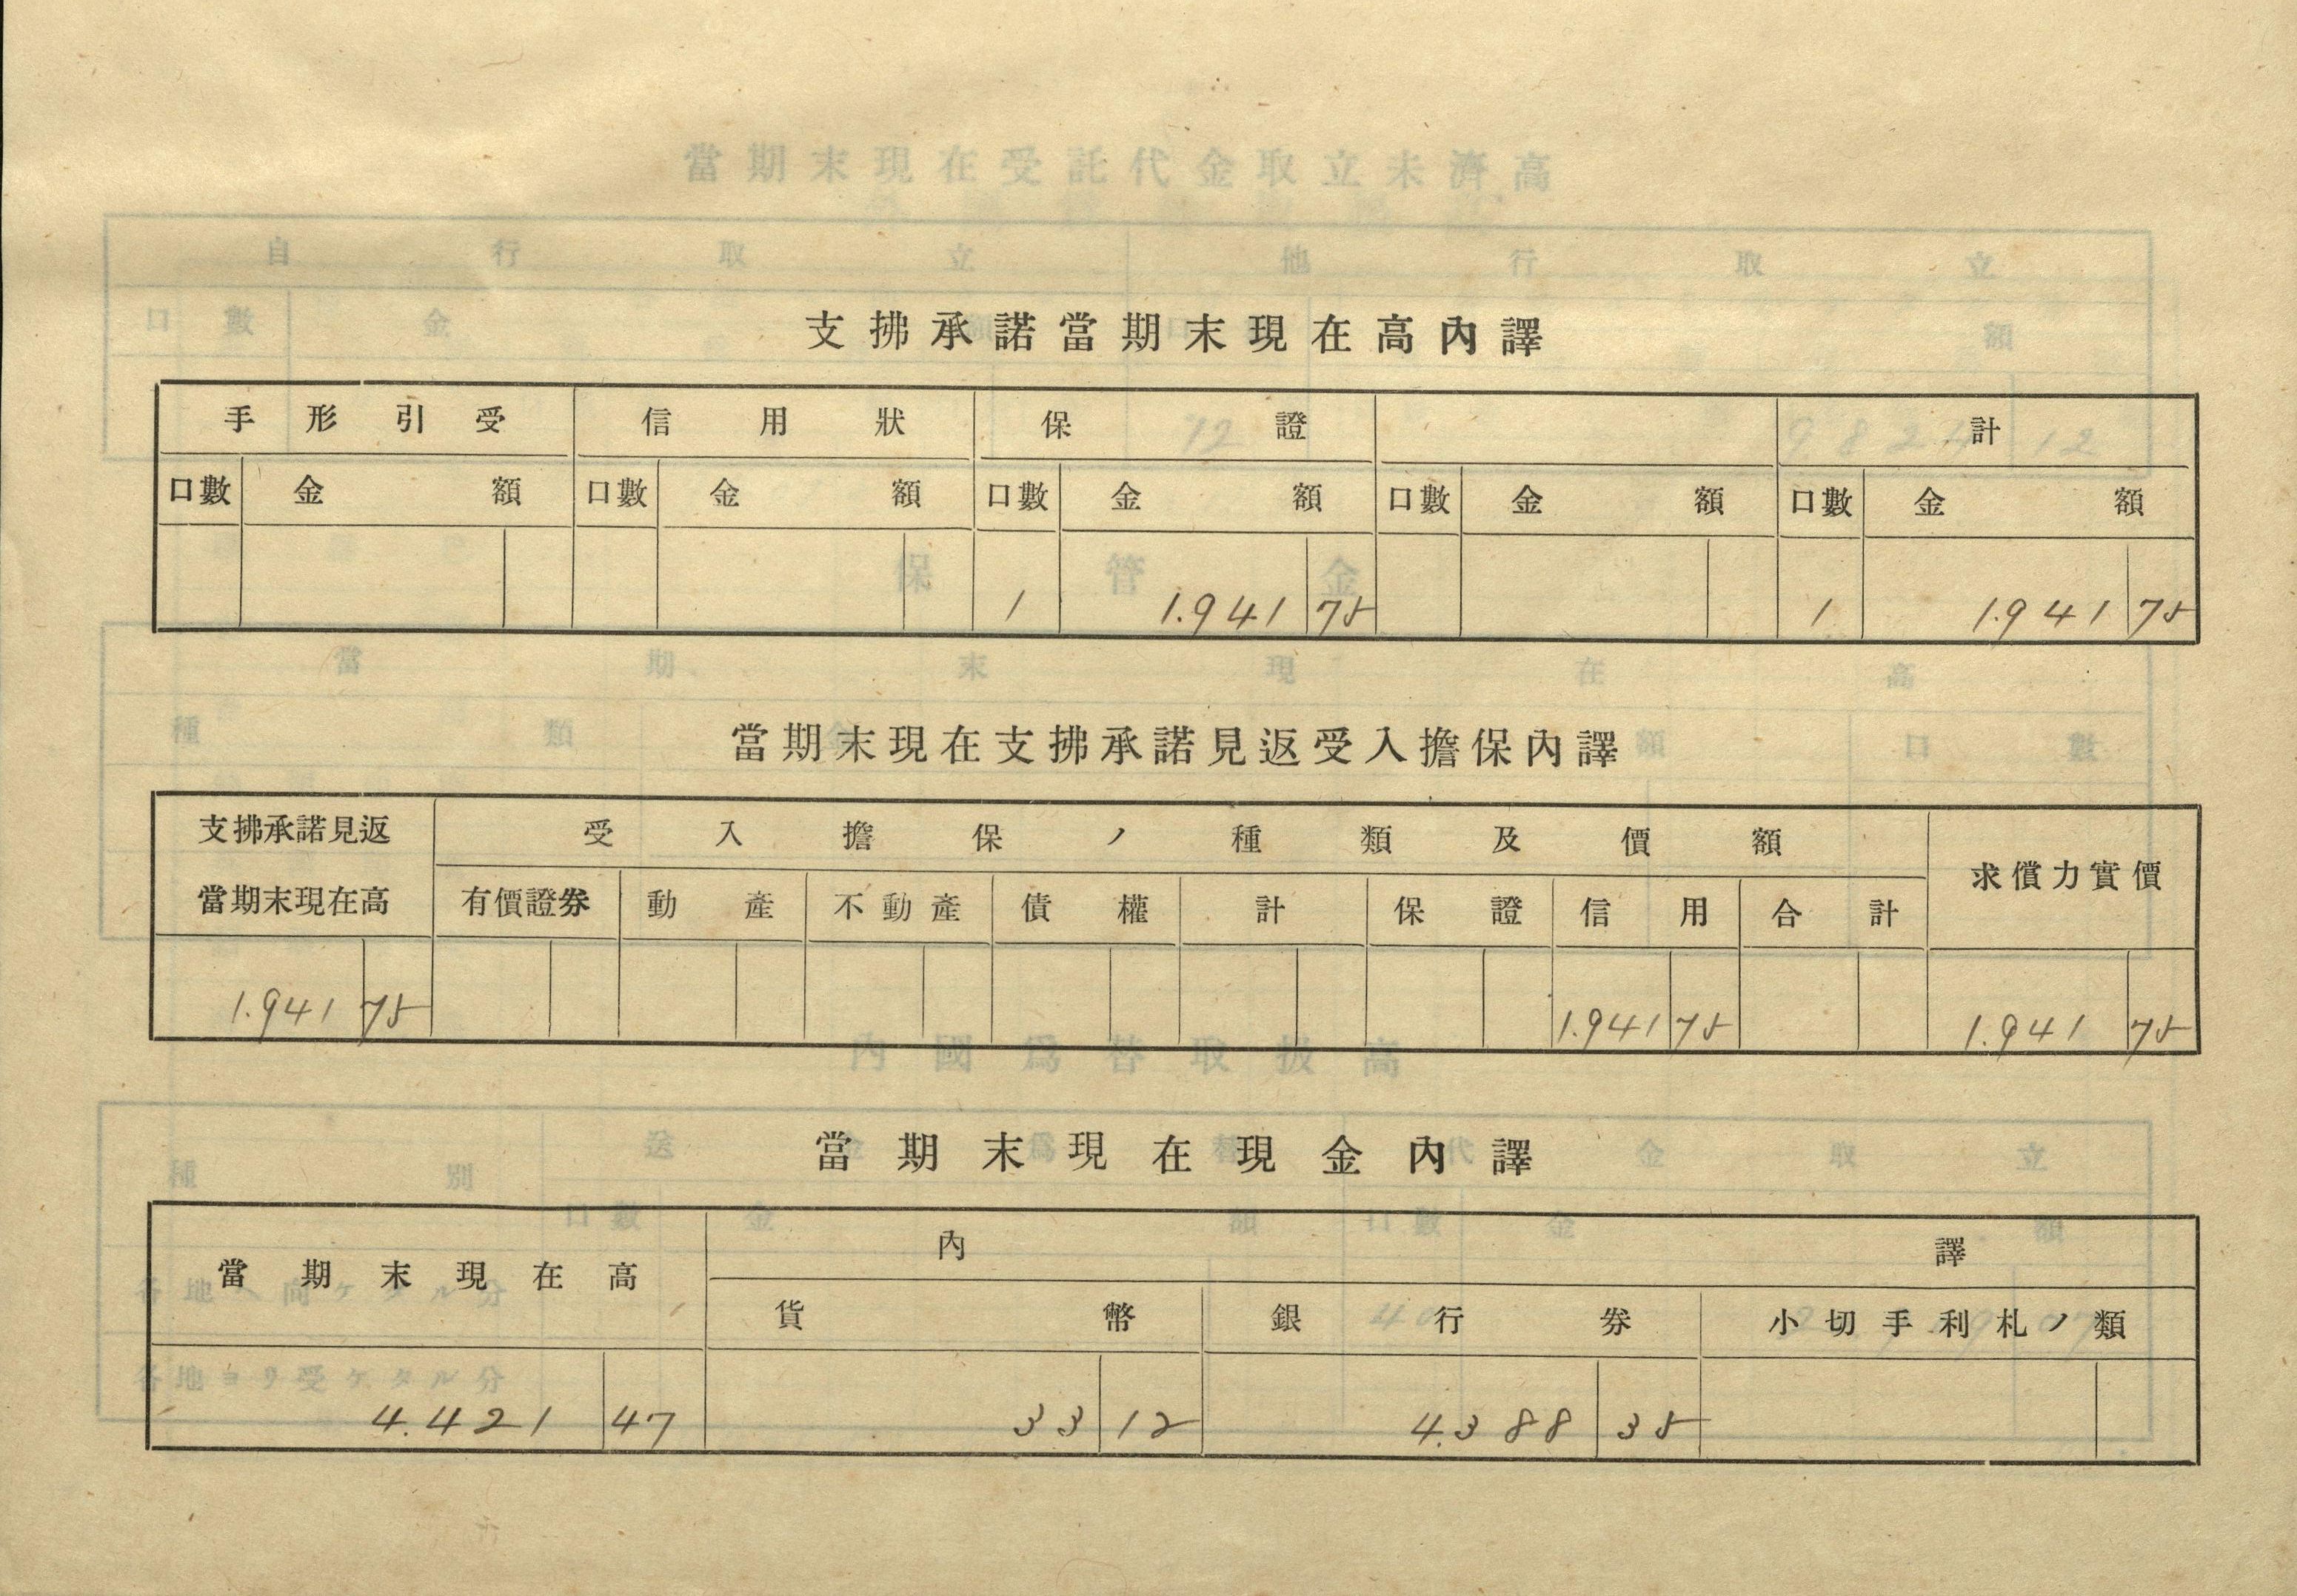 支拂承諾當期末現在高內譯
手形引受 信用狀 保證 計
口數 金額 口數 金額 口數 金額 口數 金額 口數 金額
1 1.941 75 1 1.941 75
當期末現在支拂承諾見返受入擔保內譯
支拂承諾見返 受入擔保ノ種類及價額 求償力實價
當期末現在高 有價證券 動產 不動產 債權 計 保證 信用 合計
1.941 75 1.941 75 1.941 75
當期末現在現金內譯
當期末現在高 內譯
貨幣 銀行券 小切手利札ノ類
4.421 47 33 12 4.388 35